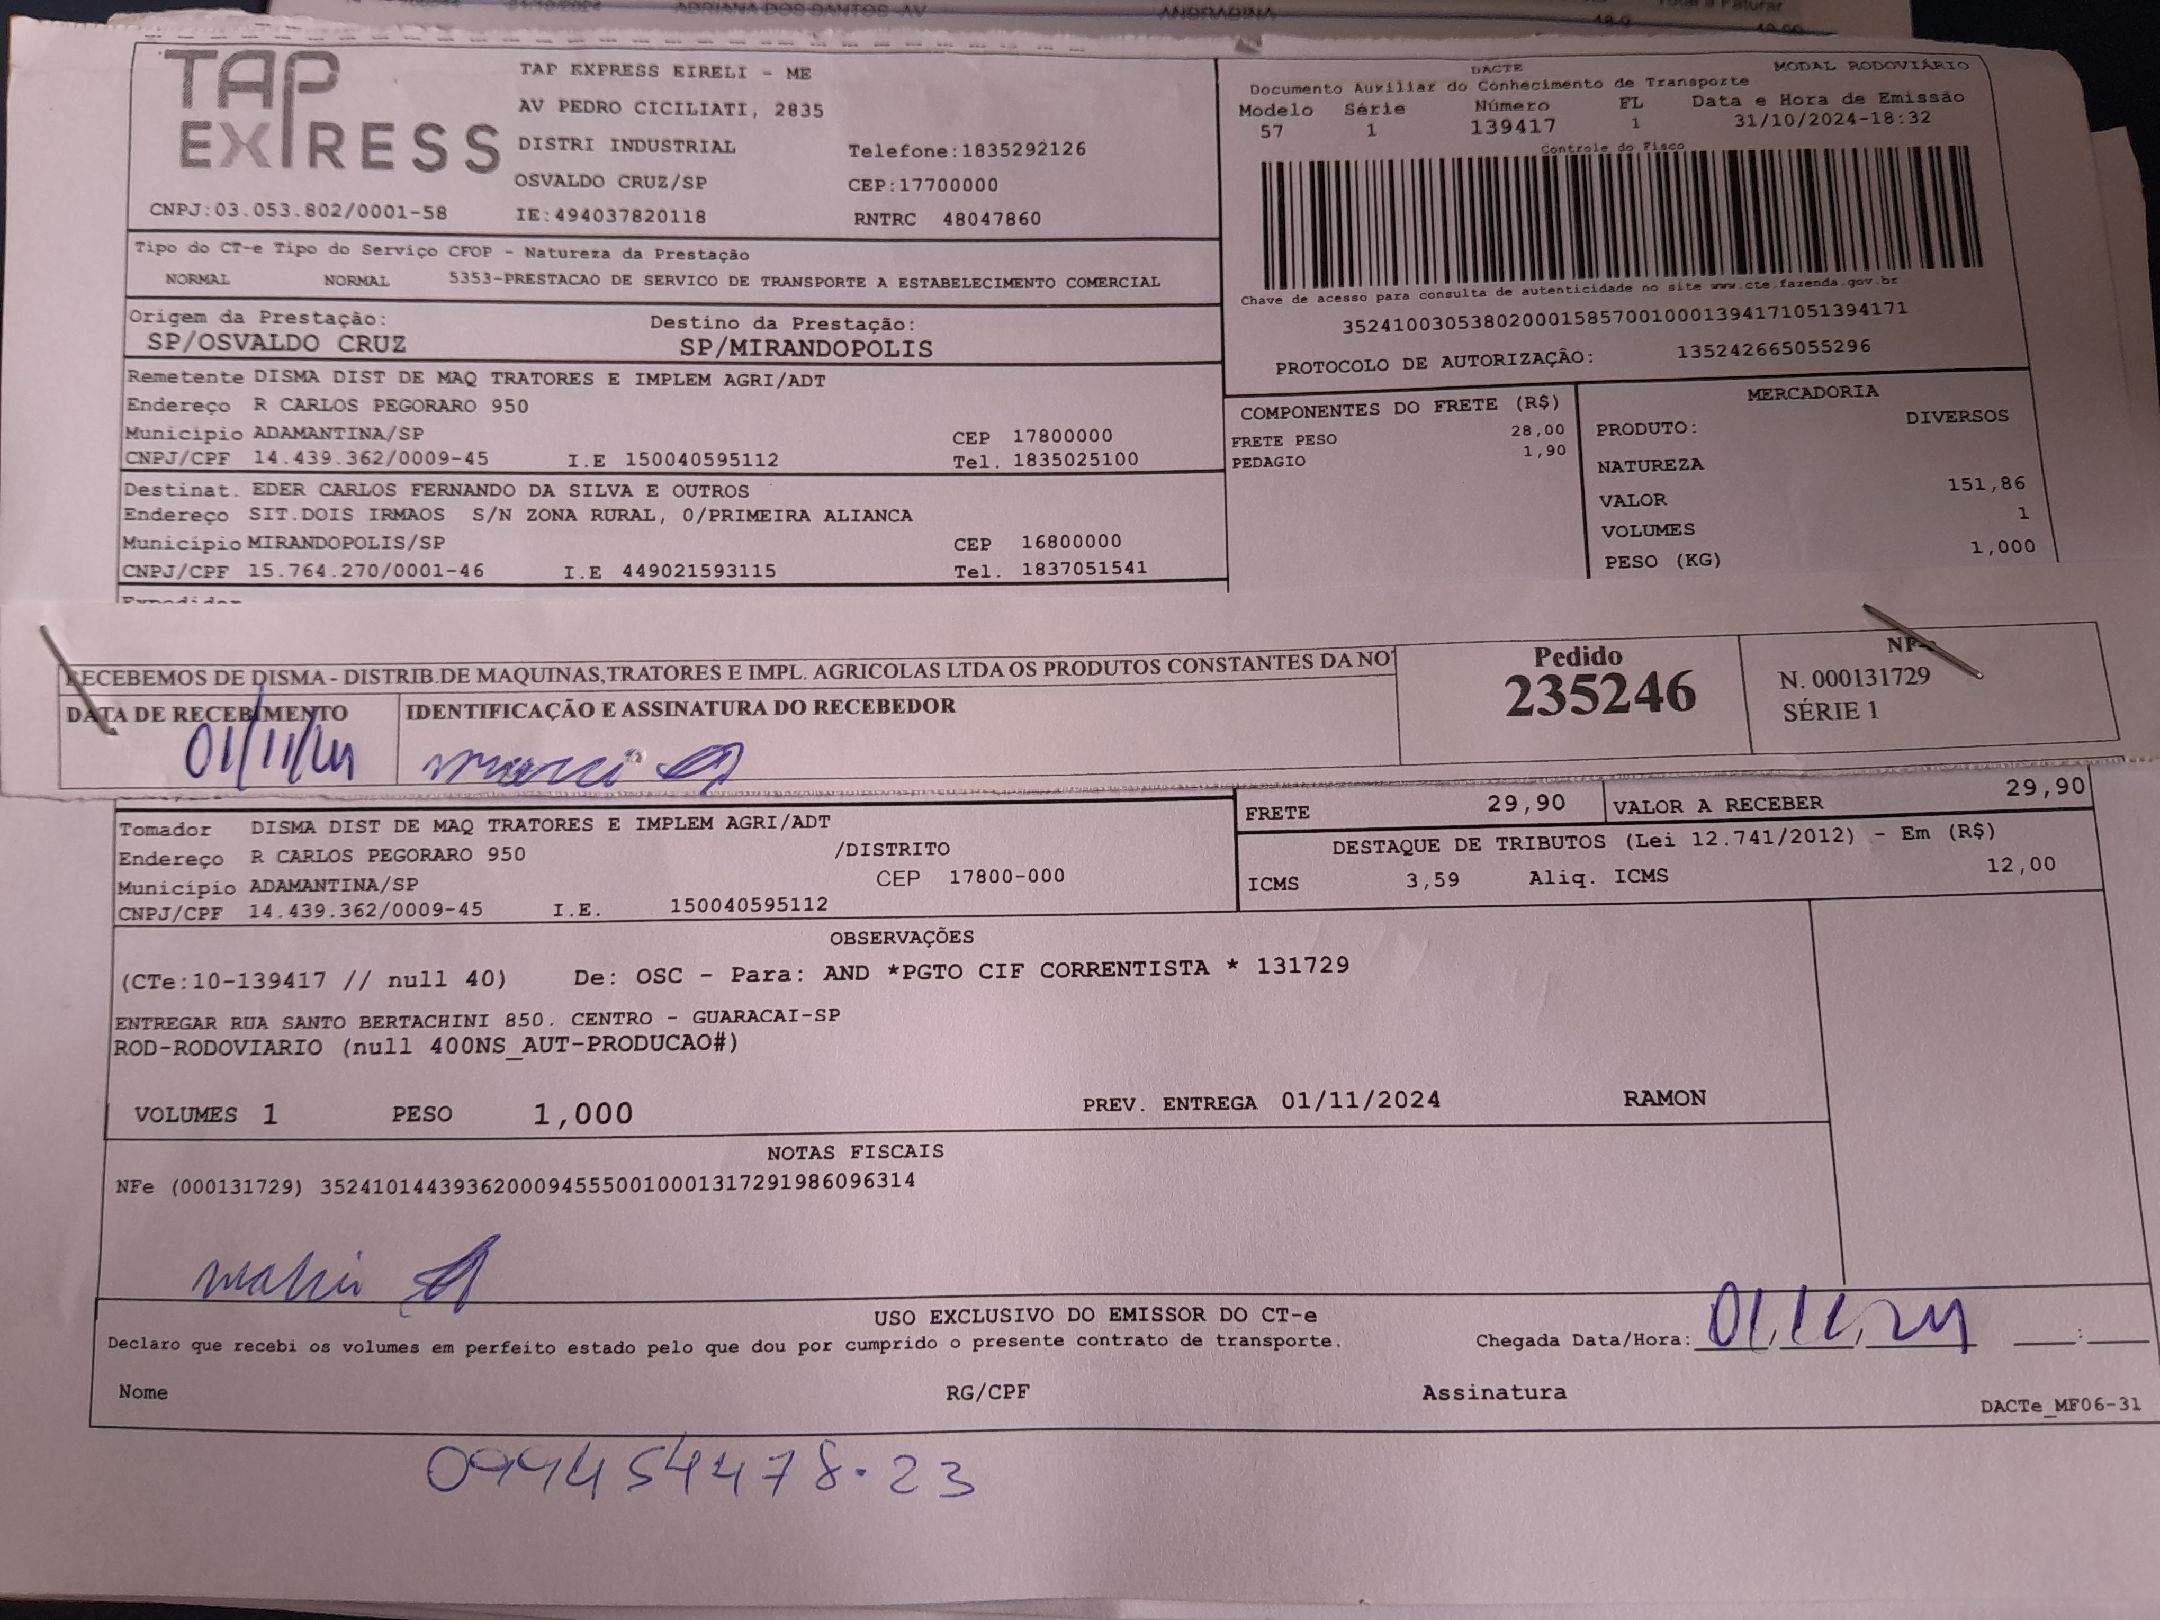 31/10/2024 ADRIANA DOS SANTOS AV ANDRADINA
TAP
EXPRESS
TAP EXPRESS EIRELI - ME
AV PEDRO CICILIATI, 2835
DISTRI INDUSTRIAL Telefone:1835292126
OSVALDO CRUZ/SP CEP:17700000
CNPJ:03.053.802/0001-58 IE:494037820118 RNTRC 48047860
DACTE MODAL RODOVIÁRIO
Documento Auxiliar do Conhecimento de Transporte
Modelo Série Número FL Data e Hora de Emissão
57 1 139417 1 31/10/2024-18:32
Controle do Fisco
Chave de acesso para consulta de autenticidade no site www.cte.fazenda.gov.br
35241003053802000158570010001394171051394171
PROTOCOLO DE AUTORIZAÇÃO: 135242665055296
Tipo do CT-e Tipo do Serviço CFOP - Natureza da Prestação
NORMAL NORMAL 5353-PRESTACAO DE SERVICO DE TRANSPORTE A ESTABELECIMENTO COMERCIAL
Origem da Prestação: Destino da Prestação:
SP/OSVALDO CRUZ SP/MIRANDOPOLIS
Remetente DISMA DIST DE MAQ TRATORES E IMPLEM AGRI/ADT
Endereço R CARLOS PEGORARO 950
Município ADAMANTINA/SP CEP 17800000
CNPJ/CPF 14.439.362/0009-45 I.E 150040595112 Tel. 1835025100
Destinat. EDER CARLOS FERNANDO DA SILVA E OUTROS
Endereço SIT.DOIS IRMAOS S/N ZONA RURAL, 0/PRIMEIRA ALIANCA
Município MIRANDOPOLIS/SP CEP 16800000
CNPJ/CPF 15.764.270/0001-46 I.E 449021593115 Tel. 1837051541
COMPONENTES DO FRETE (R$)
FRETE PESO 28,00
PEDAGIO 1,90
MERCADORIA
PRODUTO: DIVERSOS
NATUREZA
VALOR 151,86
VOLUMES 1
PESO (KG) 1,000
RECEBEMOS DE DISMA - DISTRIB.DE MAQUINAS,TRATORES E IMPL. AGRICOLAS LTDA OS PRODUTOS CONSTANTES DA NO
DATA DE RECEBIMENTO IDENTIFICAÇÃO E ASSINATURA DO RECEBEDOR
01/11/24
Pedido
235246
N. 000131729
SÉRIE 1
FRETE 29,90 VALOR A RECEBER 29,90
Tomador DISMA DIST DE MAQ TRATORES E IMPLEM AGRI/ADT
Endereço R CARLOS PEGORARO 950 /DISTRITO
Município ADAMANTINA/SP CEP 17800-000
CNPJ/CPF 14.439.362/0009-45 I.E. 150040595112
DESTAQUE DE TRIBUTOS (Lei 12.741/2012) - Em (R$)
ICMS 3,59 Aliq. ICMS 12,00
OBSERVAÇÕES
(CTe:10-139417 // null 40) De: OSC - Para: AND *PGTO CIF CORRENTISTA * 131729
ENTREGAR RUA SANTO BERTACHINI 850. CENTRO - GUARACAI-SP
ROD-RODOVIARIO (null 400NS_AUT-PRODUCAO#)
VOLUMES 1 PESO 1,000 PREV. ENTREGA 01/11/2024 RAMON
NOTAS FISCAIS
NFe (000131729) 35241014439362000945550010001317291986096314
USO EXCLUSIVO DO EMISSOR DO CT-e
Declaro que recebi os volumes em perfeito estado pelo que dou por cumprido o presente contrato de transporte. Chegada Data/Hora: 01,11,24 :
Nome RG/CPF Assinatura
DACTe_MF06-31
094454478.23